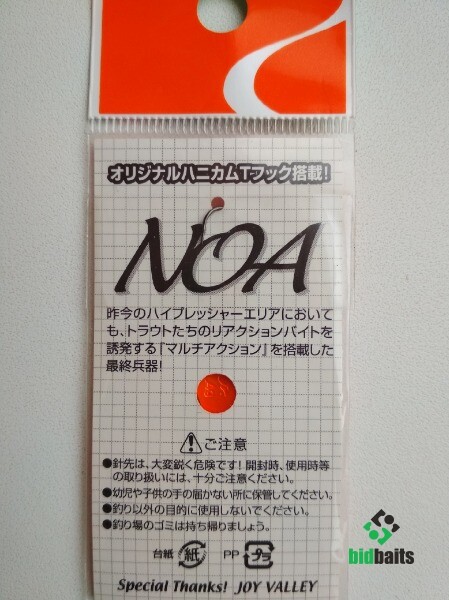 オリジナルハニカムTフック搭載!
NOA
昨今のハイプレッシャーエリアにおいて
も、トラウトたちのリアクションバイトを
誘発する『マルチアクション』を搭載した
最終兵器!
ご注意
●針先は、大変鋭く危険です!開封時、使用時等
の取り扱いには、十分ご注意ください。
●幼児や子供の手の届かない所に保管してください。
●釣り以外の目的に使用しないでください。
●釣り場のゴミは持ち帰りましょう。
台紙 紙 PP プラ
Special Thanks! JOY VALLEY
bidbaits